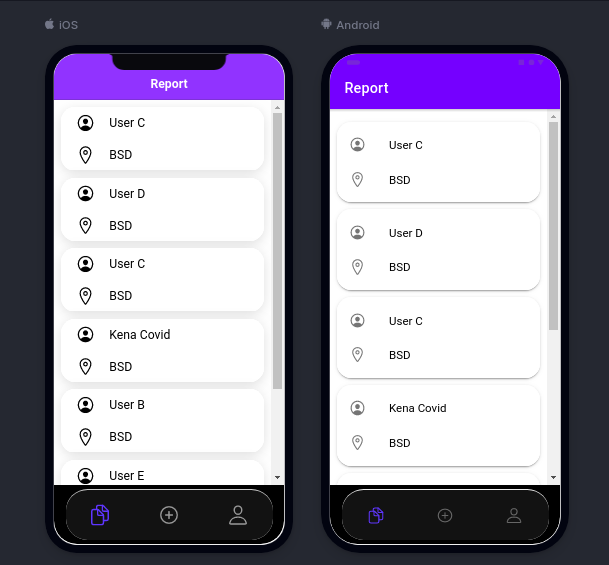 iOS
Report
User C
BSD
User D
BSD
User C
BSD
Kena Covid
BSD
User B
BSD
User E
Android
Report
User C
BSD
User D
BSD
User C
BSD
Kena Covid
BSD